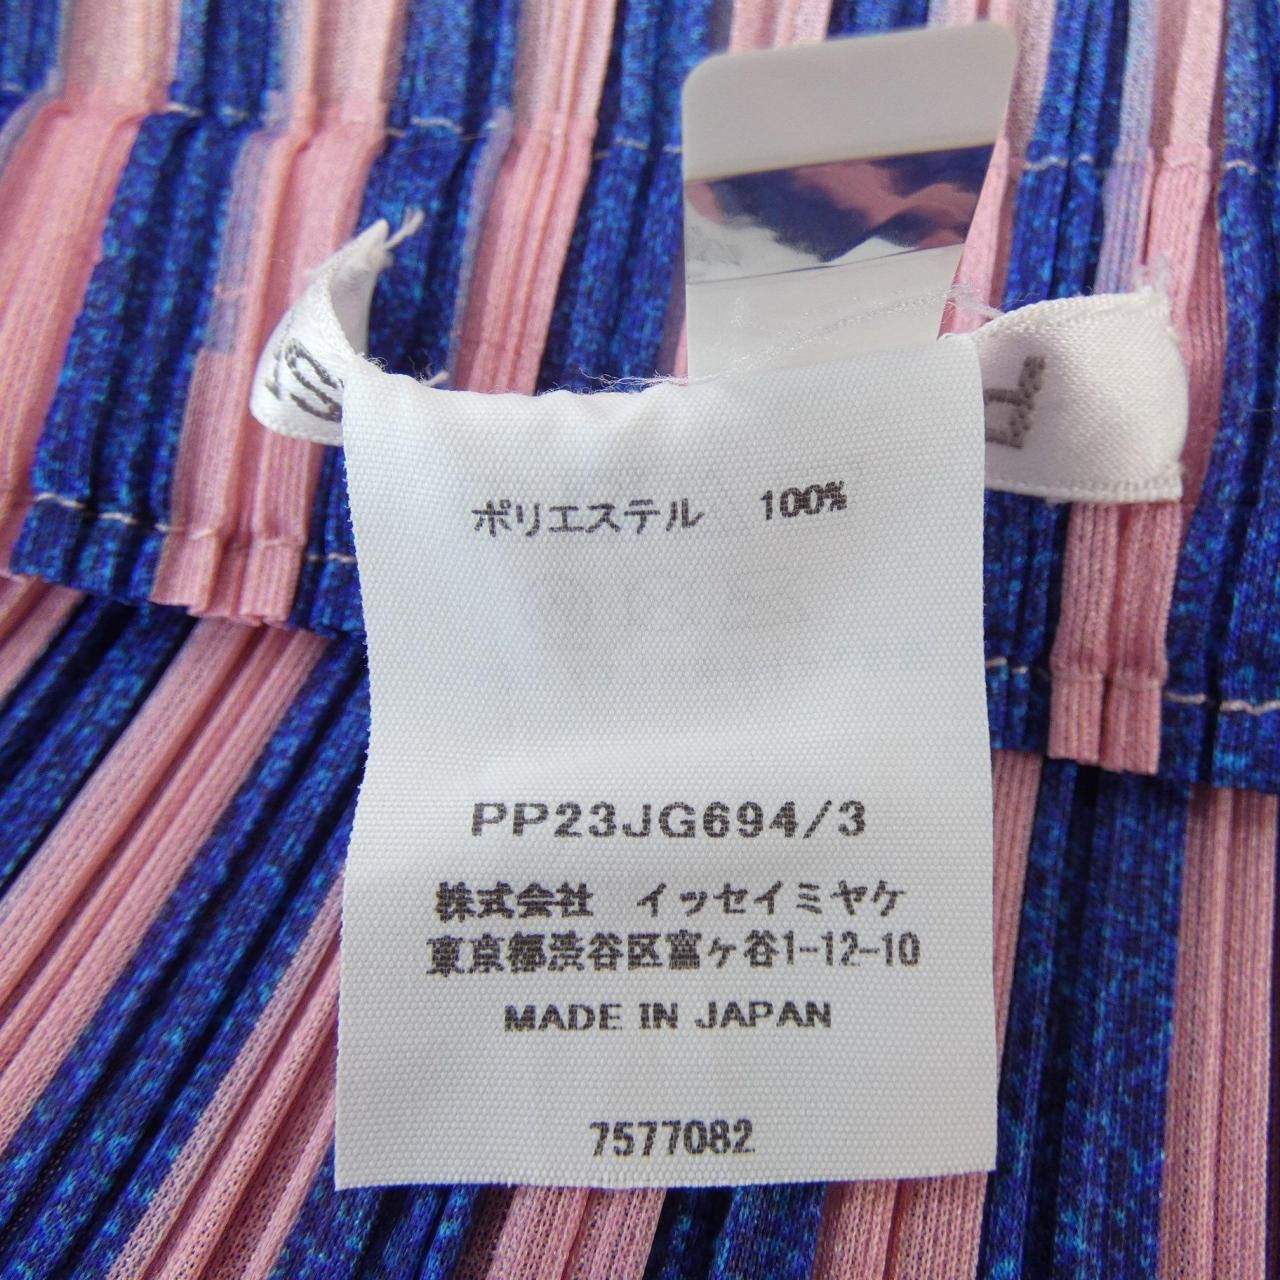 ポリエステル 100%
PP23JG694/3
株式会社 イッセイミヤケ
東京都渋谷区富ヶ谷1-12-10
MADE IN JAPAN
7577082